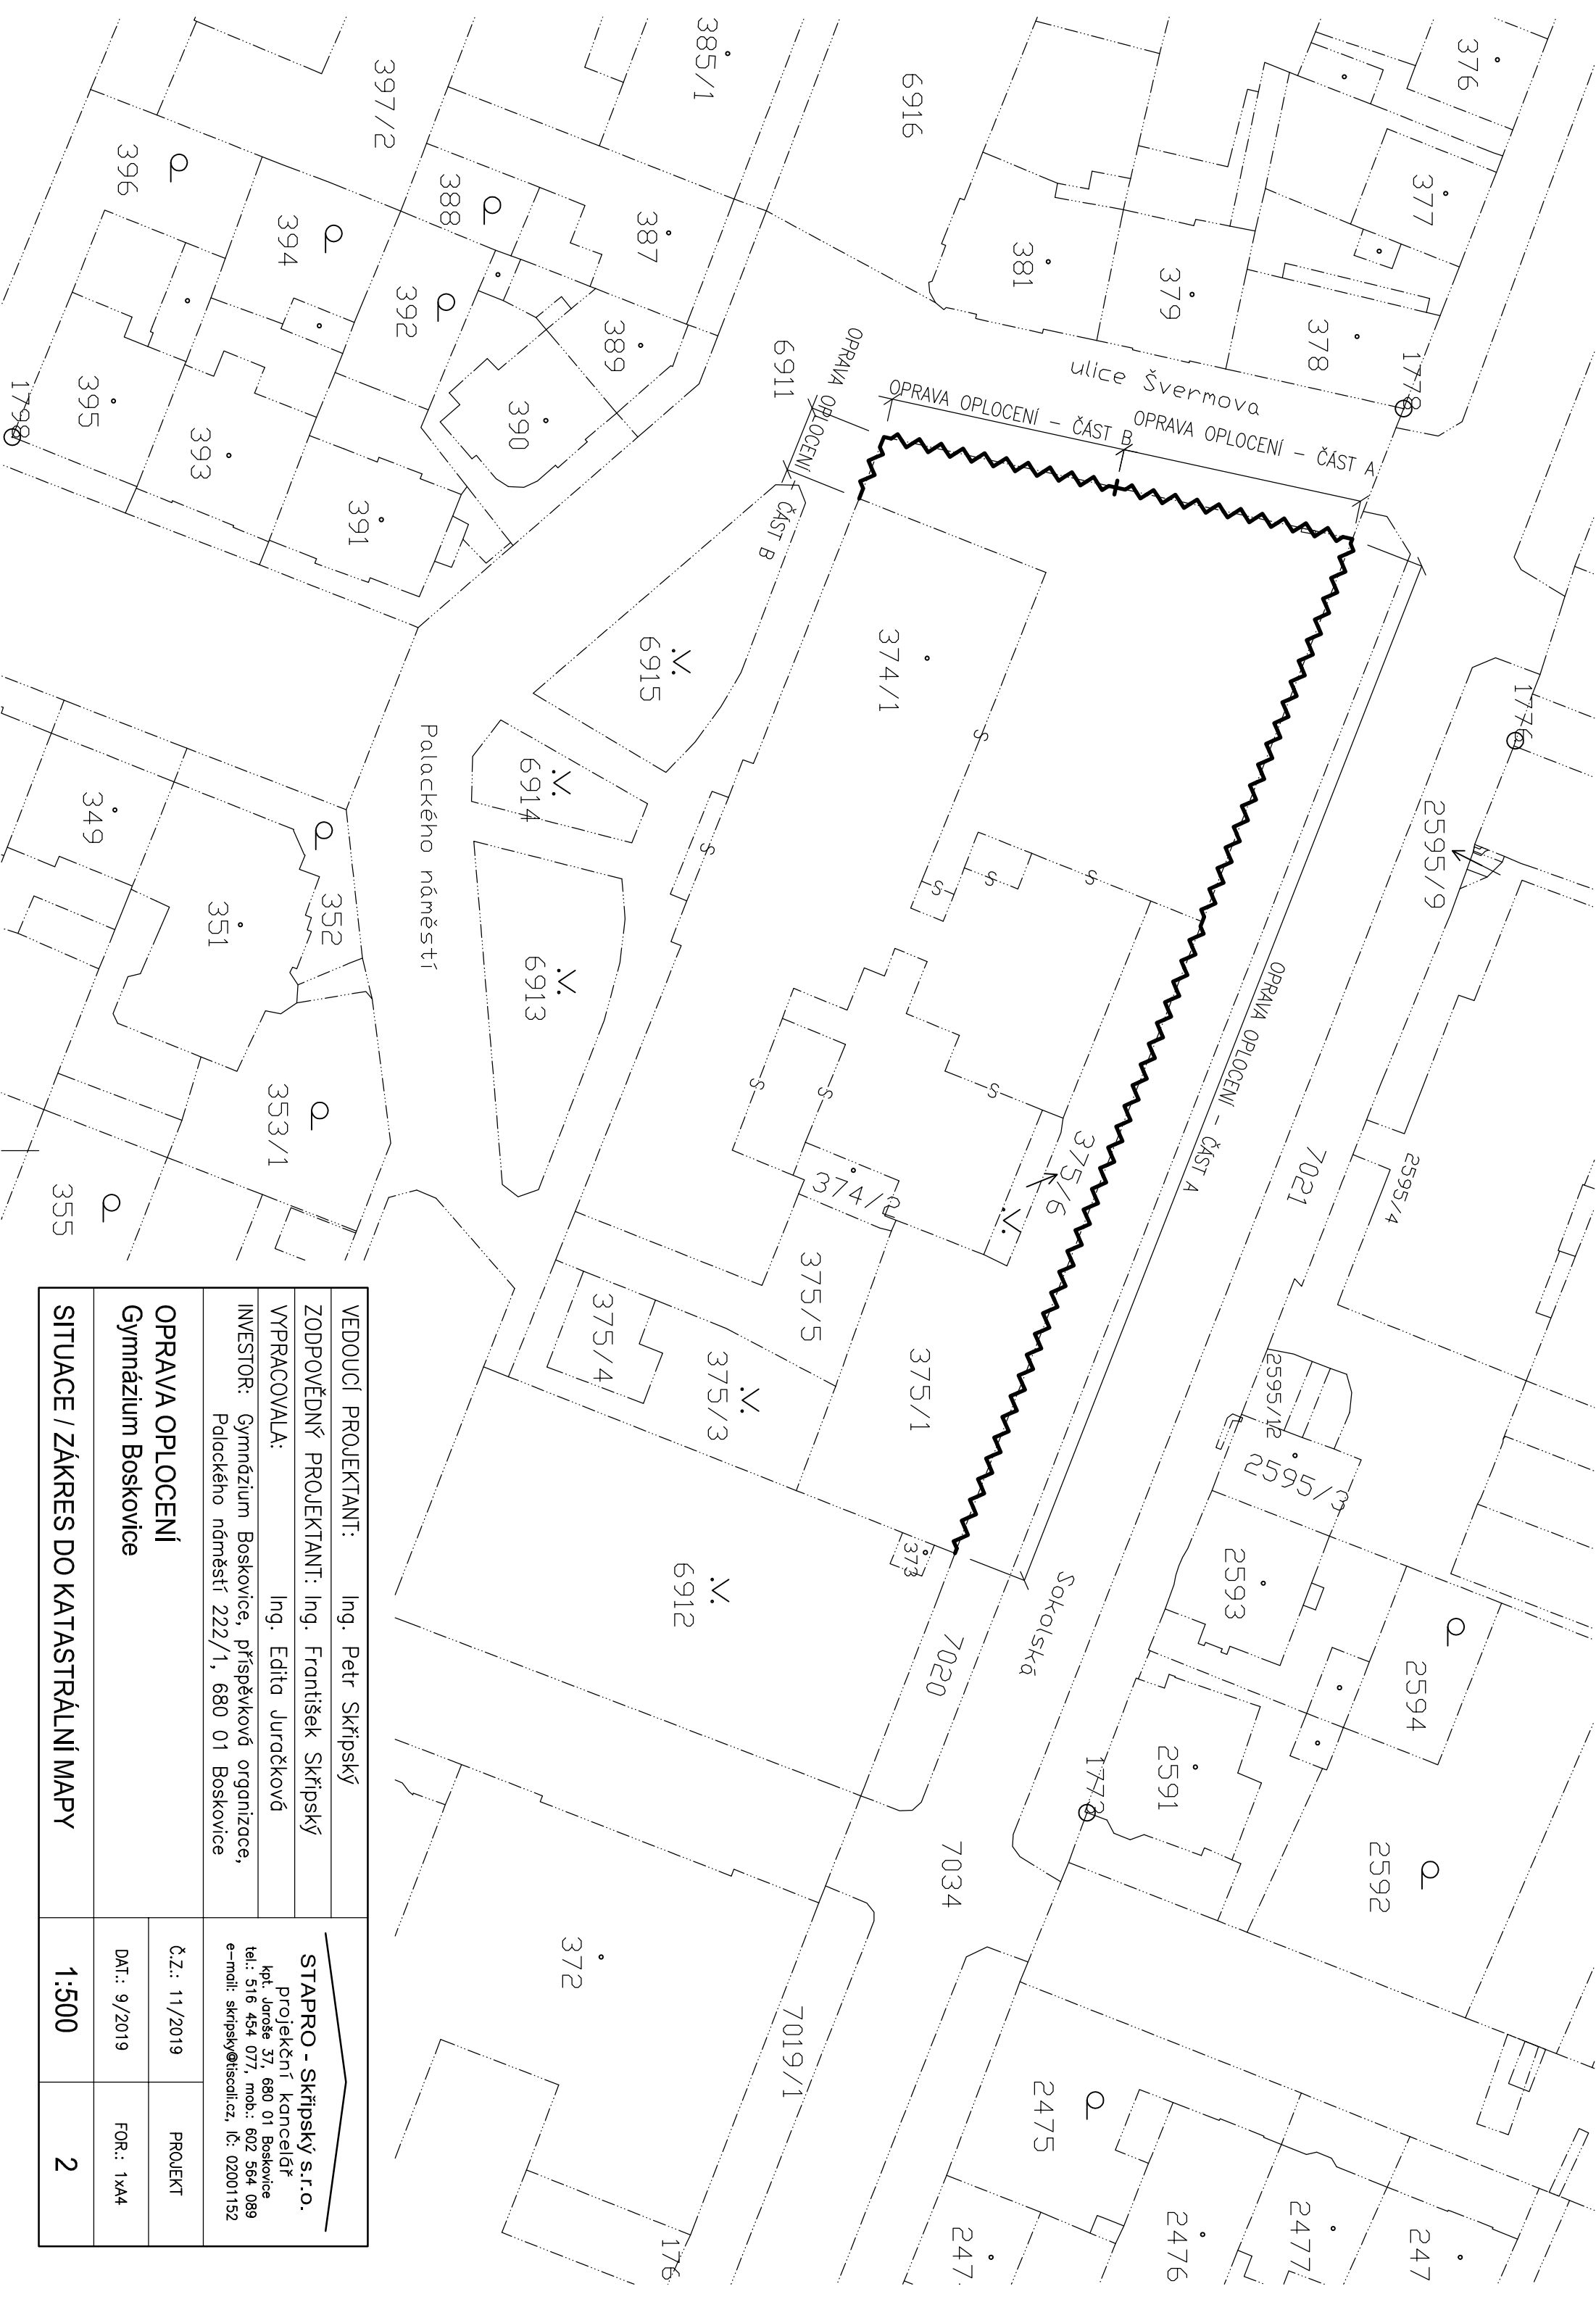 376
377
378
379
381
6916
385/1
387
388
389
390
392
394
396
397/2
395
393
391
1798
1778
1776
ulice Švermova
OPRAVA OPLOCENÍ - ČÁST A
OPRAVA OPLOCENÍ - ČÁST B
OPRAVA OPLOCENÍ - ČÁST B
6911
374/1
6915
6914
6913
Palackého náměstí
349
351
352
353/1
355
2595/9
OPRAVA OPLOCENÍ - ČÁST A
7021
2595/4
375/6
374/2
375/5
375/4
375/3
375/1
2595/12
2595/3
2593
2594
2591
2592
1773
373
6912
Sokolská
7020
7034
372
7019/1
176
2475
2476
2477
247
247
S
S
S
S
S
S
S
S
VEDOUCÍ PROJEKTANT: Ing. Petr Skřipský
ZODPOVĚDNÝ PROJEKTANT: Ing. František Skřipský
VYPRACOVALA: Ing. Edita Juračková
INVESTOR: Gymnázium Boskovice, příspěvková organizace,
Palackého náměstí 222/1, 680 01 Boskovice
STAPRO - Skřipský s.r.o.
projekční kancelář
kpt. Jaroše 37, 680 01 Boskovice
tel.: 516 454 077, mob.: 602 564 089
e-mail: skripsky@tiscali.cz, IČ: 02001152
OPRAVA OPLOCENÍ
Gymnázium Boskovice
Č.Z.: 11/2019
PROJEKT
DAT.: 9/2019
FOR.: 1xA4
SITUACE / ZÁKRES DO KATASTRÁLNÍ MAPY
1:500
2